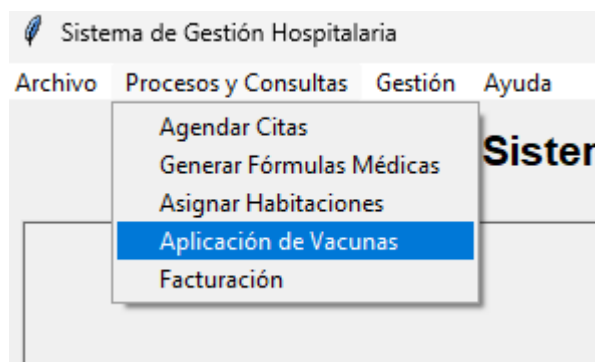 Sistema de Gestión Hospitalaria
Archivo Procesos y Consultas Gestión Ayuda
Agendar Citas
Generar Fórmulas Médicas
Asignar Habitaciones
Aplicación de Vacunas
Facturación